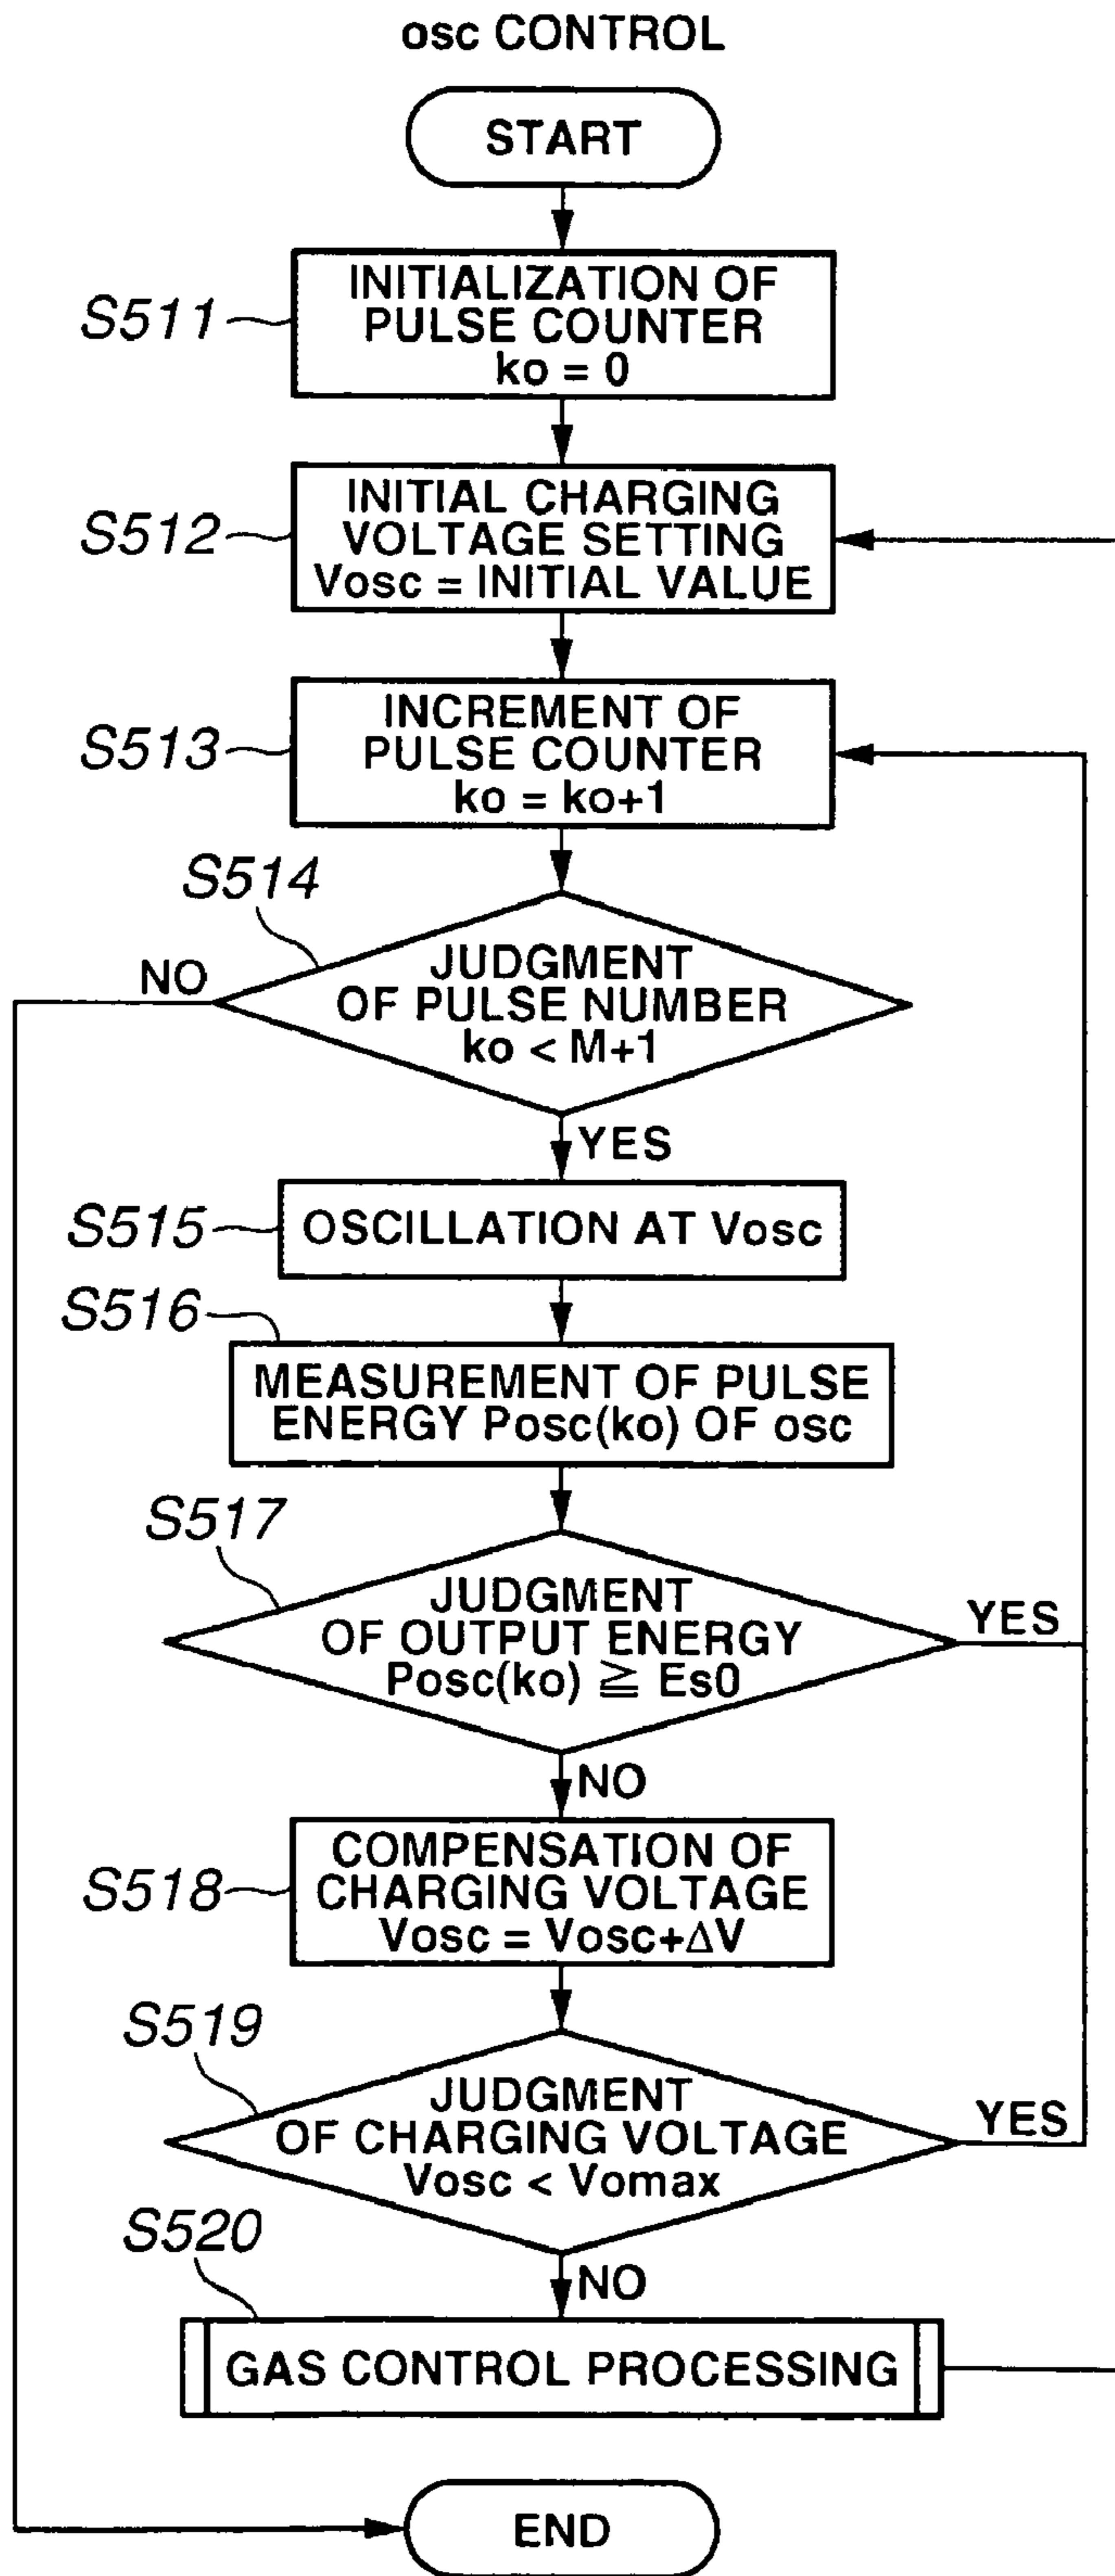 osc CONTROL
START
S511
INITIALIZATION OF
PULSE COUNTER
ko = 0
S512
INITIAL CHARGING
VOLTAGE SETTING
Vosc = INITIAL VALUE
S513
INCREMENT OF
PULSE COUNTER
ko = ko+1
S514
NO
JUDGMENT
OF PULSE NUMBER
ko < M+1
YES
S515
OSCILLATION AT Vosc
S516
MEASUREMENT OF PULSE
ENERGY Posc(ko) OF osc
S517
JUDGMENT
OF OUTPUT ENERGY
Posc(ko) ≧ Es0
YES
NO
S518
COMPENSATION OF
CHARGING VOLTAGE
Vosc = Vosc+ΔV
S519
JUDGMENT
OF CHARGING VOLTAGE
Vosc < Vomax
YES
NO
S520
GAS CONTROL PROCESSING
END